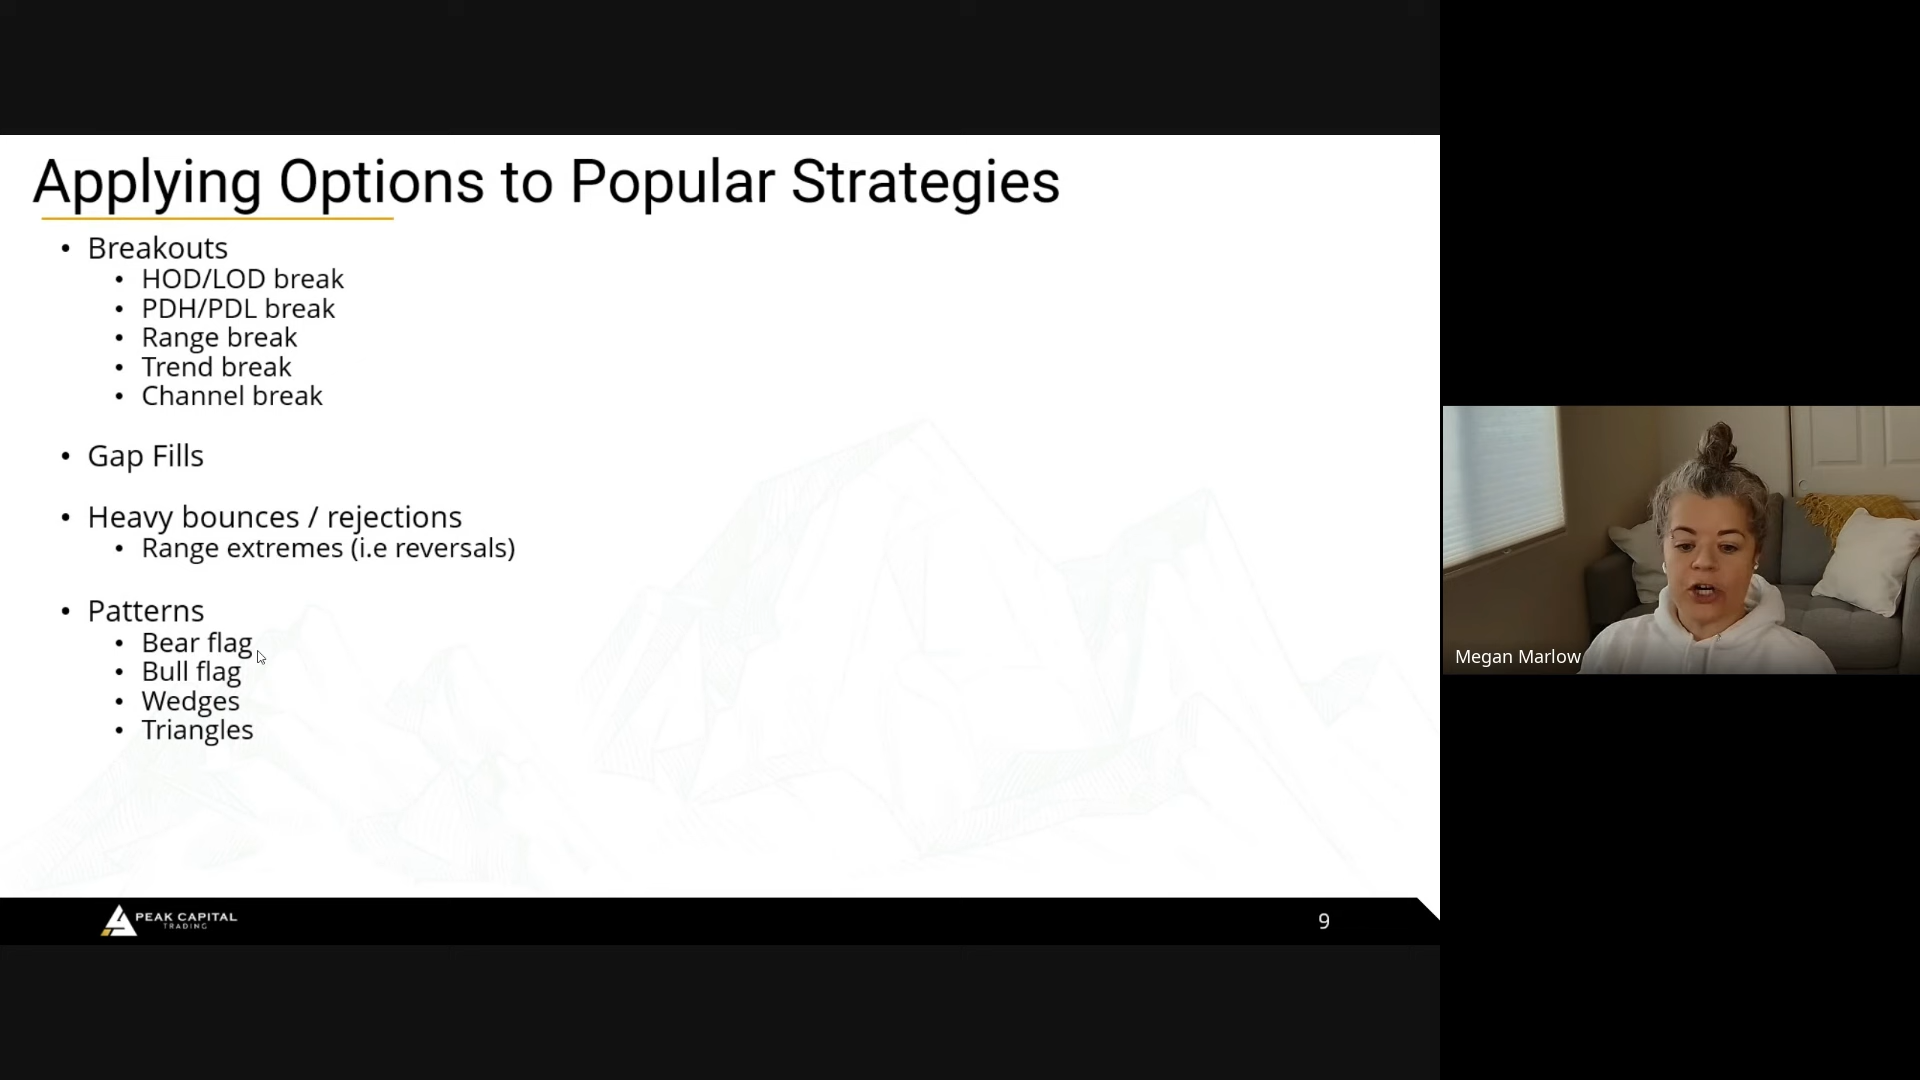 Applying Options to Popular Strategies
• Breakouts
• HOD/LOD break
• PDH/PDL break
• Range break
• Trend break
• Channel break
• Gap Fills
• Heavy bounces / rejections
• Range extremes (i.e reversals)
• Patterns
• Bear flag
• Bull flag
• Wedges
• Triangles
PEAK CAPITAL
TRADING
9
Megan Marlow